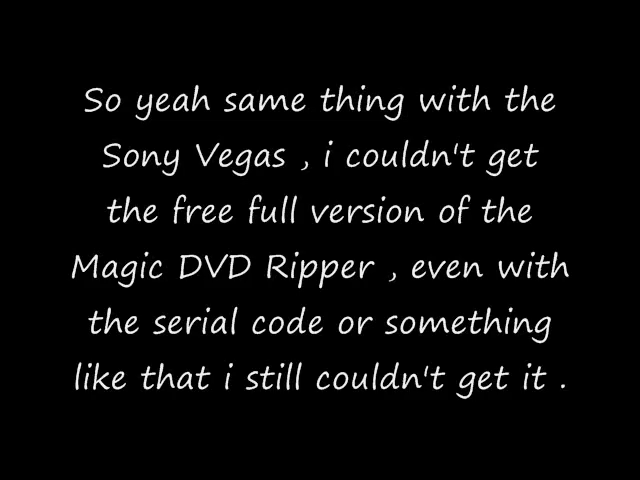 So yeah same thing with the
Sony Vegas , i couldn't get
the free full version of the
Magic DVD Ripper , even with
the serial code or something
like that i still couldn't get it .